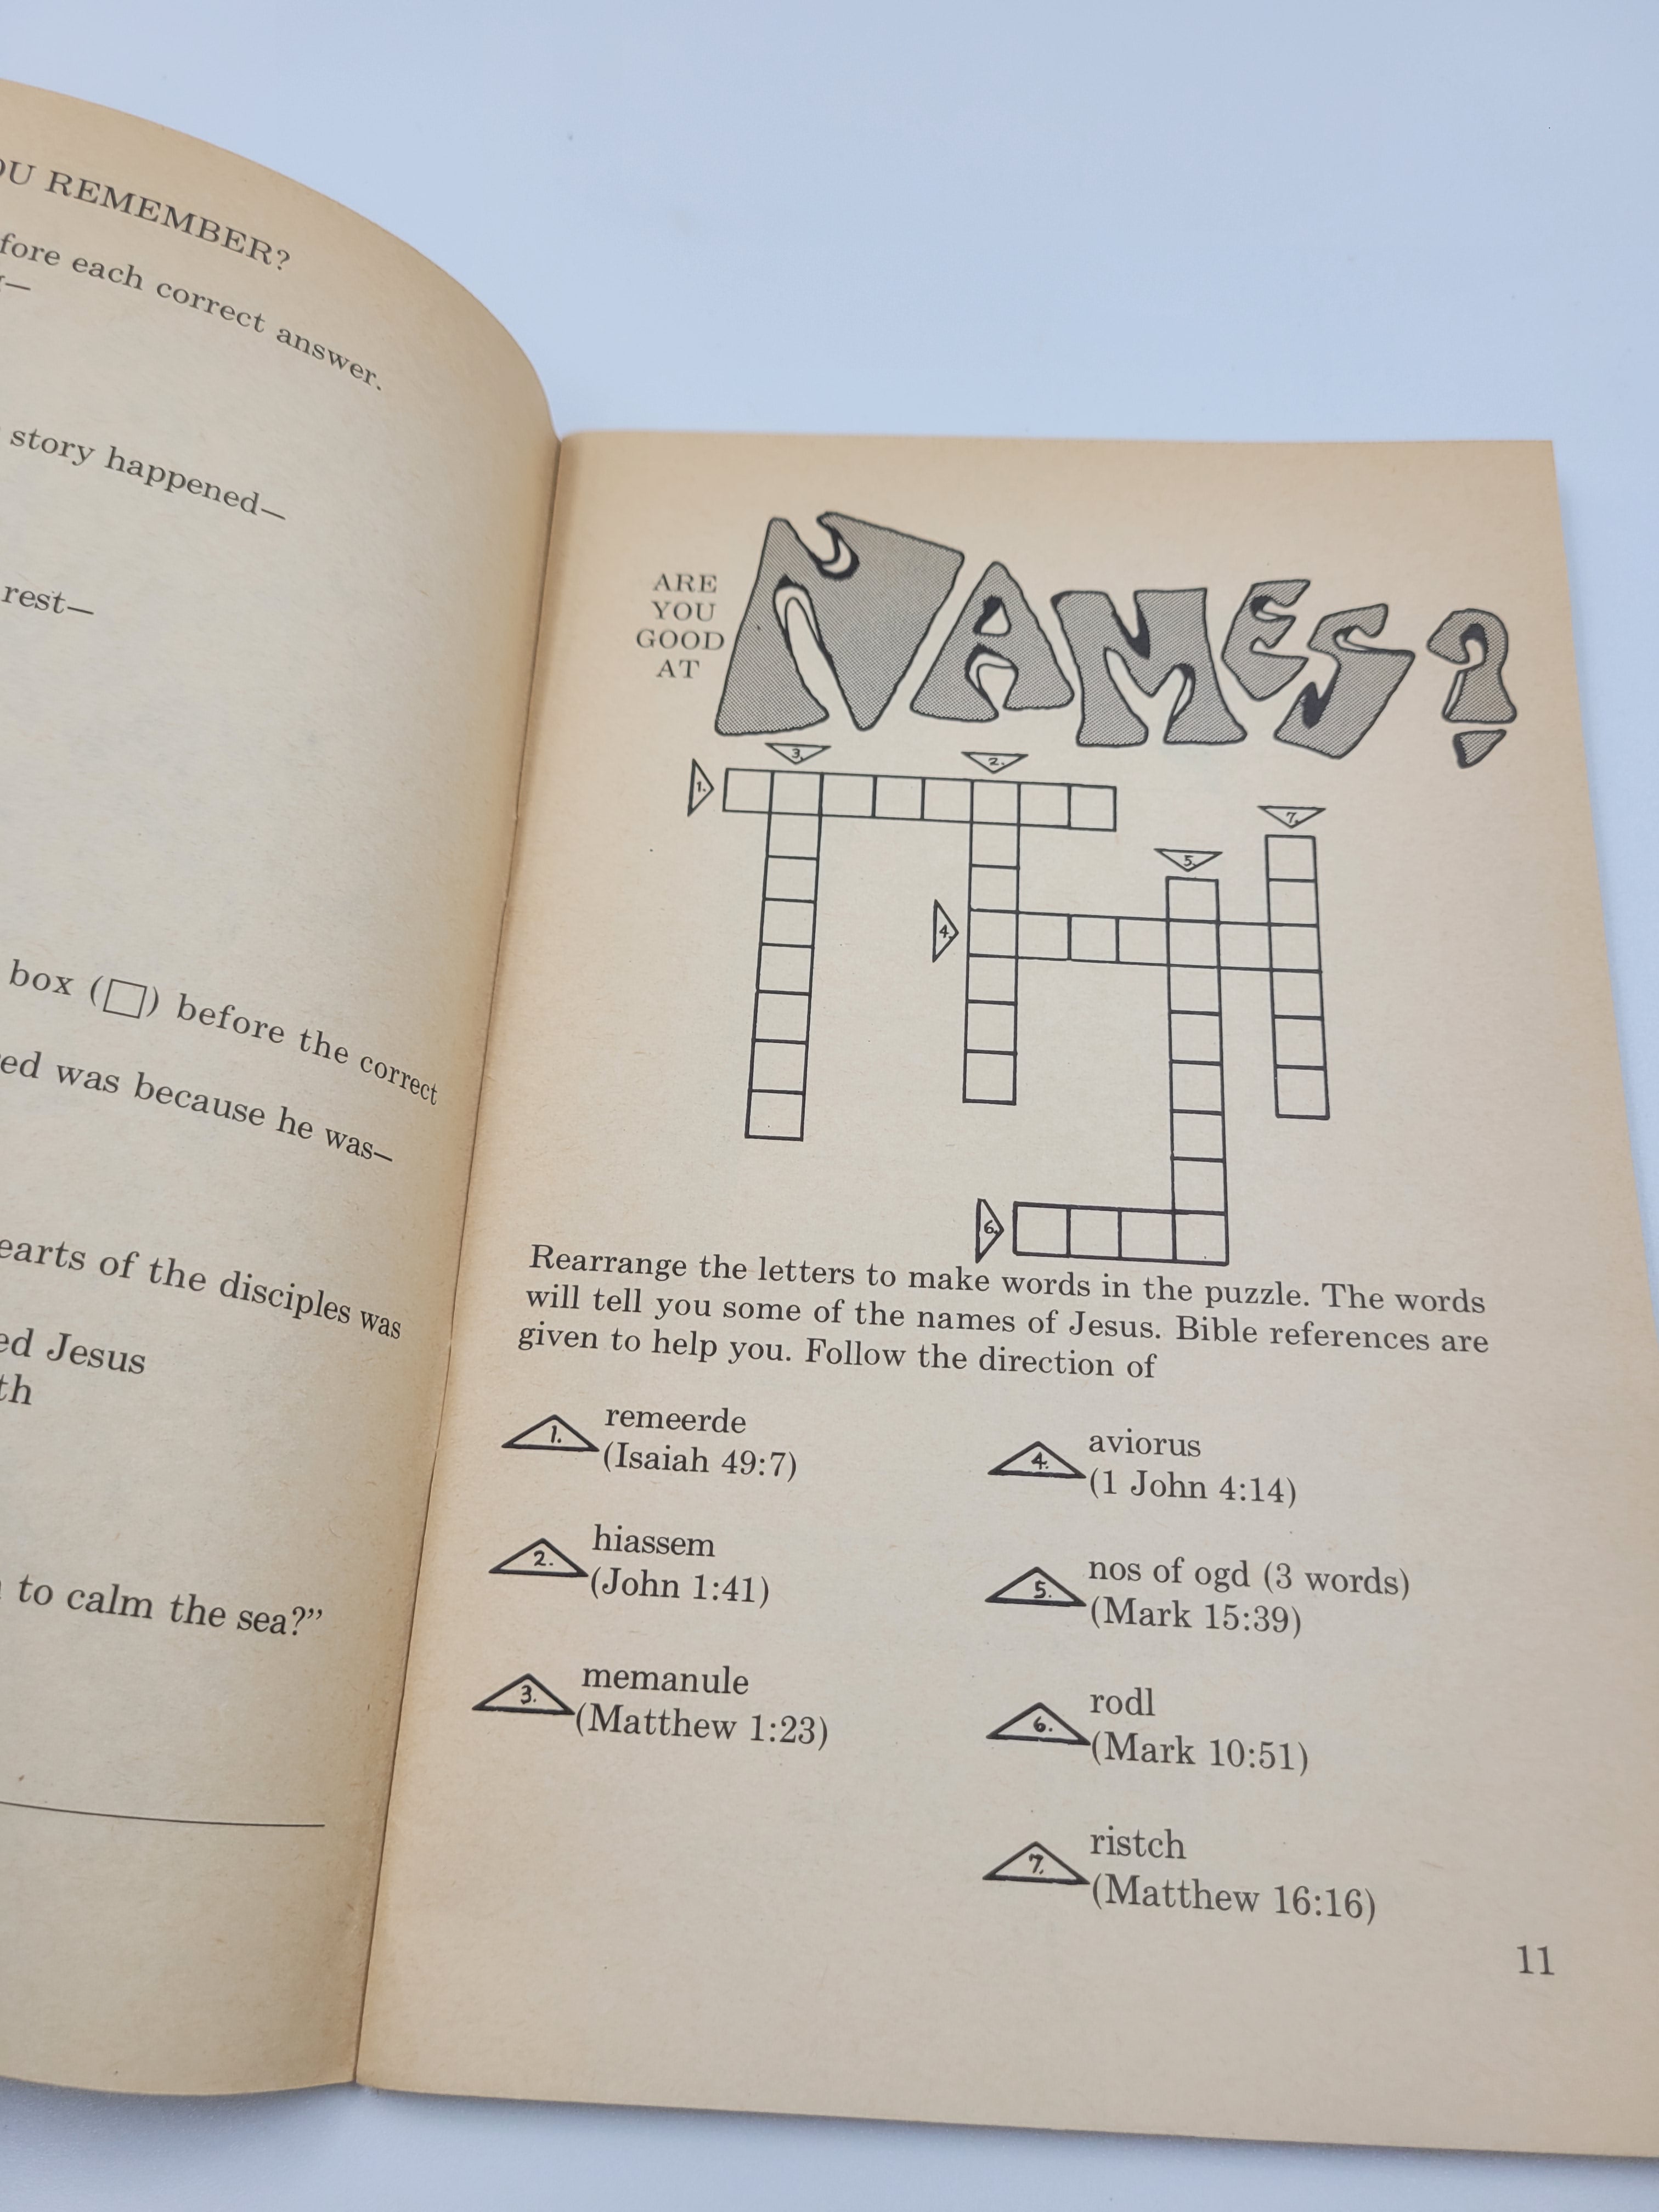 OU REMEMBER?
fore each correct answer.
story happened—
rest—
box (☐) before the correct
ed was because he was—
earts of the disciples was
ed Jesus
th
to calm the sea?"
ARE
YOU
GOOD
AT
NAMES?
3.
2.
1.
7.
5.
4.
6.
Rearrange the letters to make words in the puzzle. The words
will tell you some of the names of Jesus. Bible references are
given to help you. Follow the direction of
1. remeerde
(Isaiah 49:7)
2. hiassem
(John 1:41)
3. memanule
(Matthew 1:23)
4. aviorus
(1 John 4:14)
5. nos of ogd (3 words)
(Mark 15:39)
6. rodl
(Mark 10:51)
7. ristch
(Matthew 16:16)
11